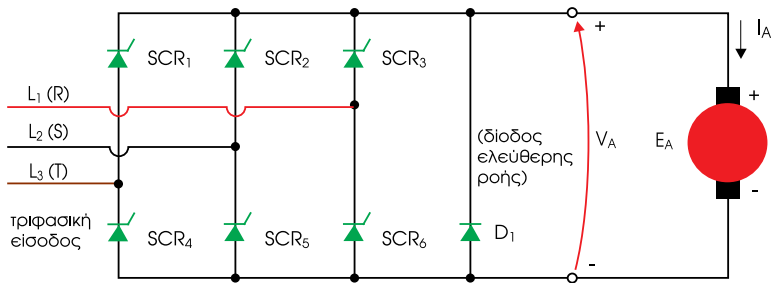 SCR₁ SCR₂ SCR₃ + I_A
L₁ (R)
L₂ (S)
L₃ (T)
(δίοδος
ελεύθερης
ροής)
V_A E_A + -
τριφασική
είσοδος
SCR₄ SCR₅ SCR₆ D₁ -